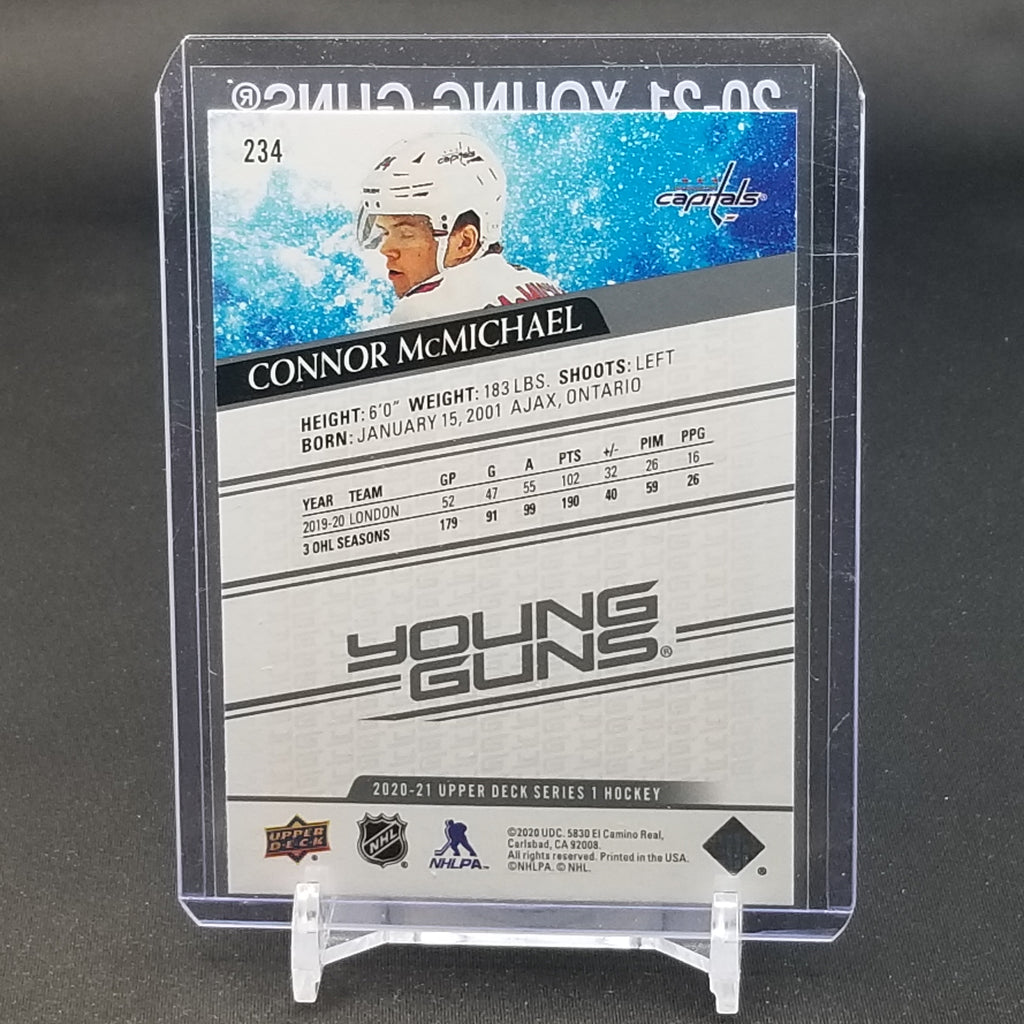 20-21 YOUNG GUNS®
234
capitals
capitals®
CONNOR McMICHAEL
HEIGHT: 6'0" WEIGHT: 183 LBS. SHOOTS: LEFT
BORN: JANUARY 15, 2001 AJAX, ONTARIO
YEAR TEAM GP G A PTS +/- PIM PPG
2019-20 LONDON 52 47 55 102 32 26 16
3 OHL SEASONS 179 91 99 190 40 59 26
YOUNG
GUNS®
2020-21 UPPER DECK SERIES 1 HOCKEY
UPPER
D·E·C·K ®
NHL ®
NHLPA™
©2020 UDC. 5830 El Camino Real,
Carlsbad, CA 92008.
All rights reserved. Printed in the USA.
©NHLPA. © NHL.
®